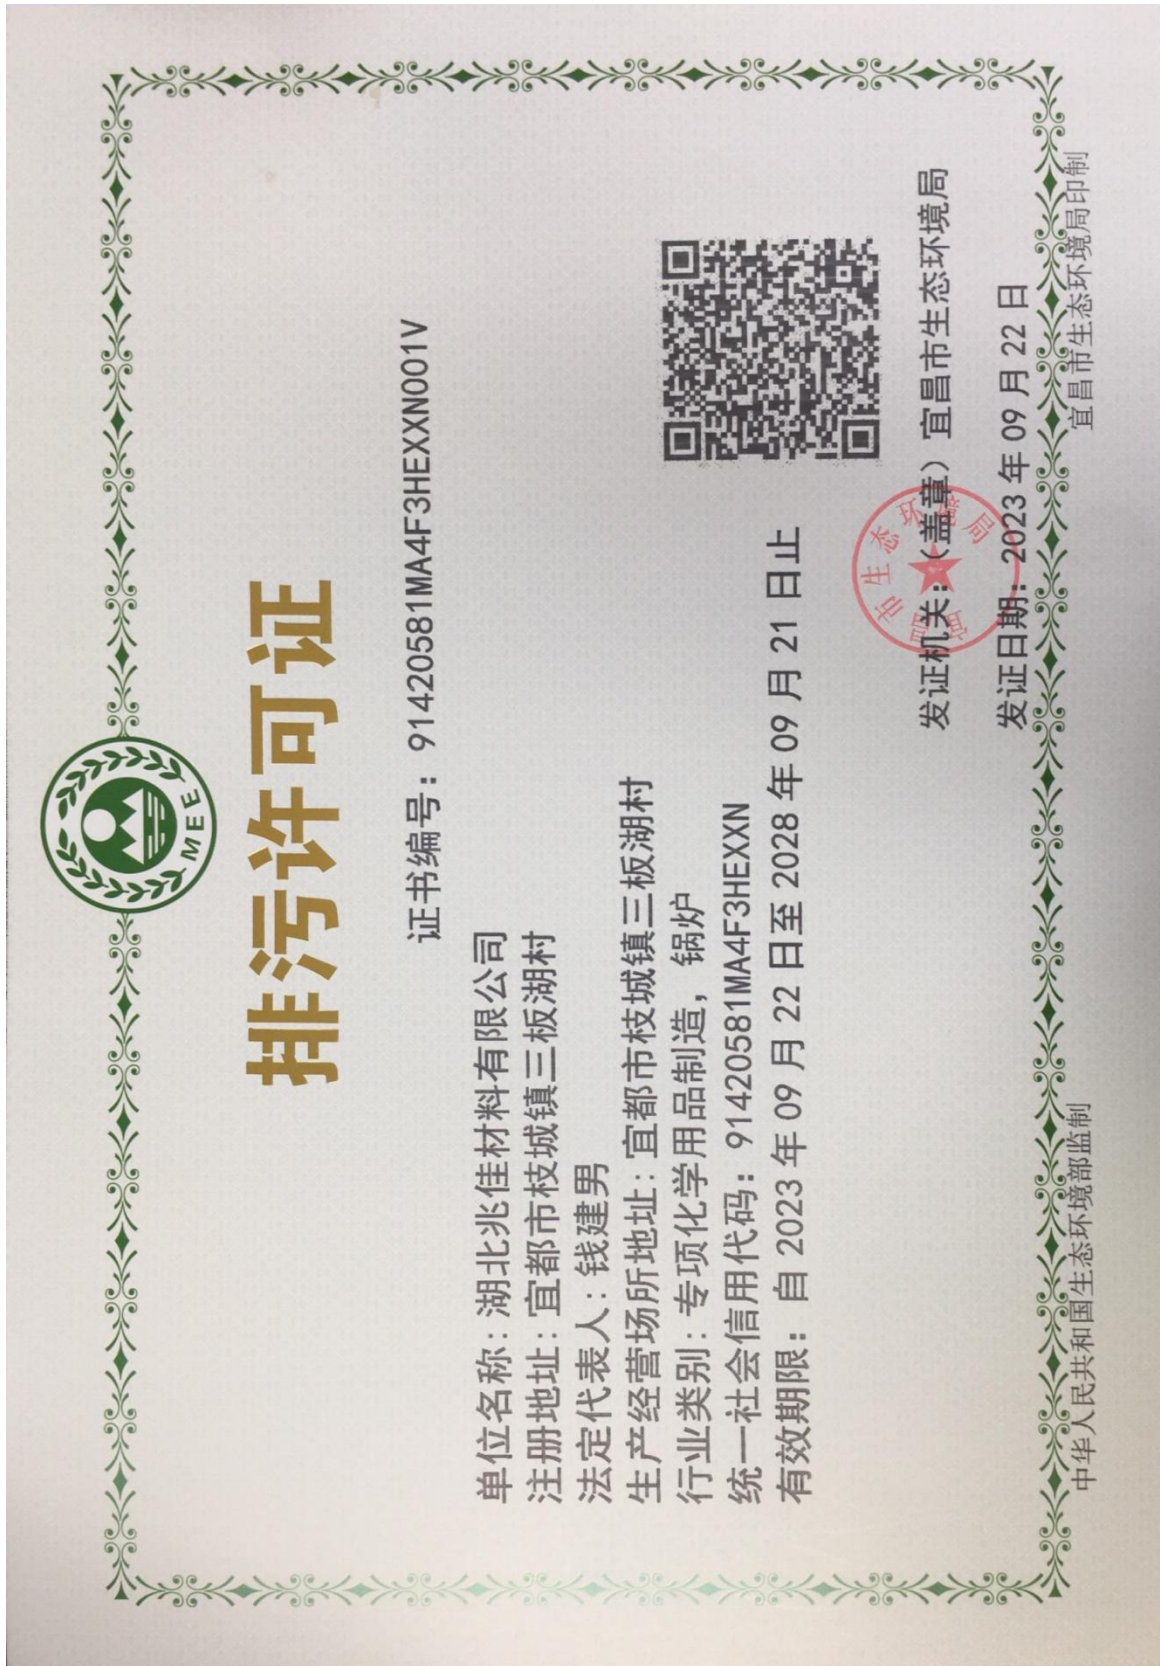 MEE
排污许可证
证书编号：91420581MA4F3HEXXN001V
单位名称：湖北兆佳材料有限公司
注册地址：宜都市枝城镇三板湖村
法定代表人：钱建男
生产经营场所地址：宜都市枝城镇三板湖村
行业类别：专项化学用品制造，锅炉
统一社会信用代码：91420581MA4F3HEXXN
有效期限：自 2023 年 09 月 22 日至 2028 年 09 月 21 日止
宜昌市生态环境局
发证机关：（盖章）宜昌市生态环境局
发证日期：2023 年 09 月 22 日
中华人民共和国生态环境部监制
宜昌市生态环境局印制